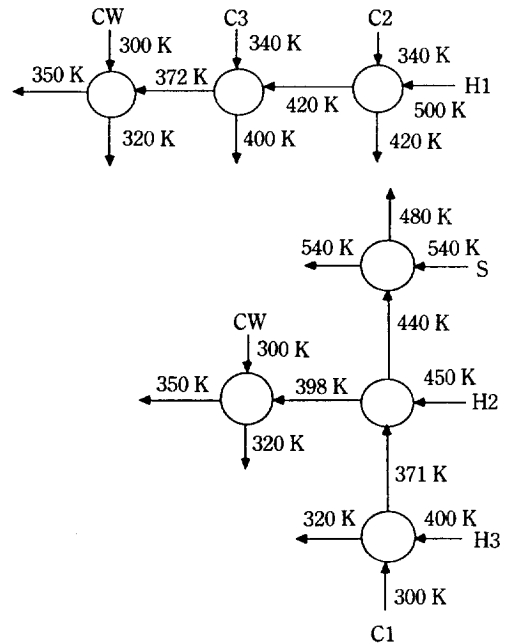 CW C3 C2
300 K 340 K 340 K
350 K 372 K 420 K 500 K H1
320 K 400 K 420 K
480 K
540 K 540 K S
440 K
CW
300 K
350 K 398 K 450 K H2
320 K
371 K
320 K 400 K H3
300 K
C1